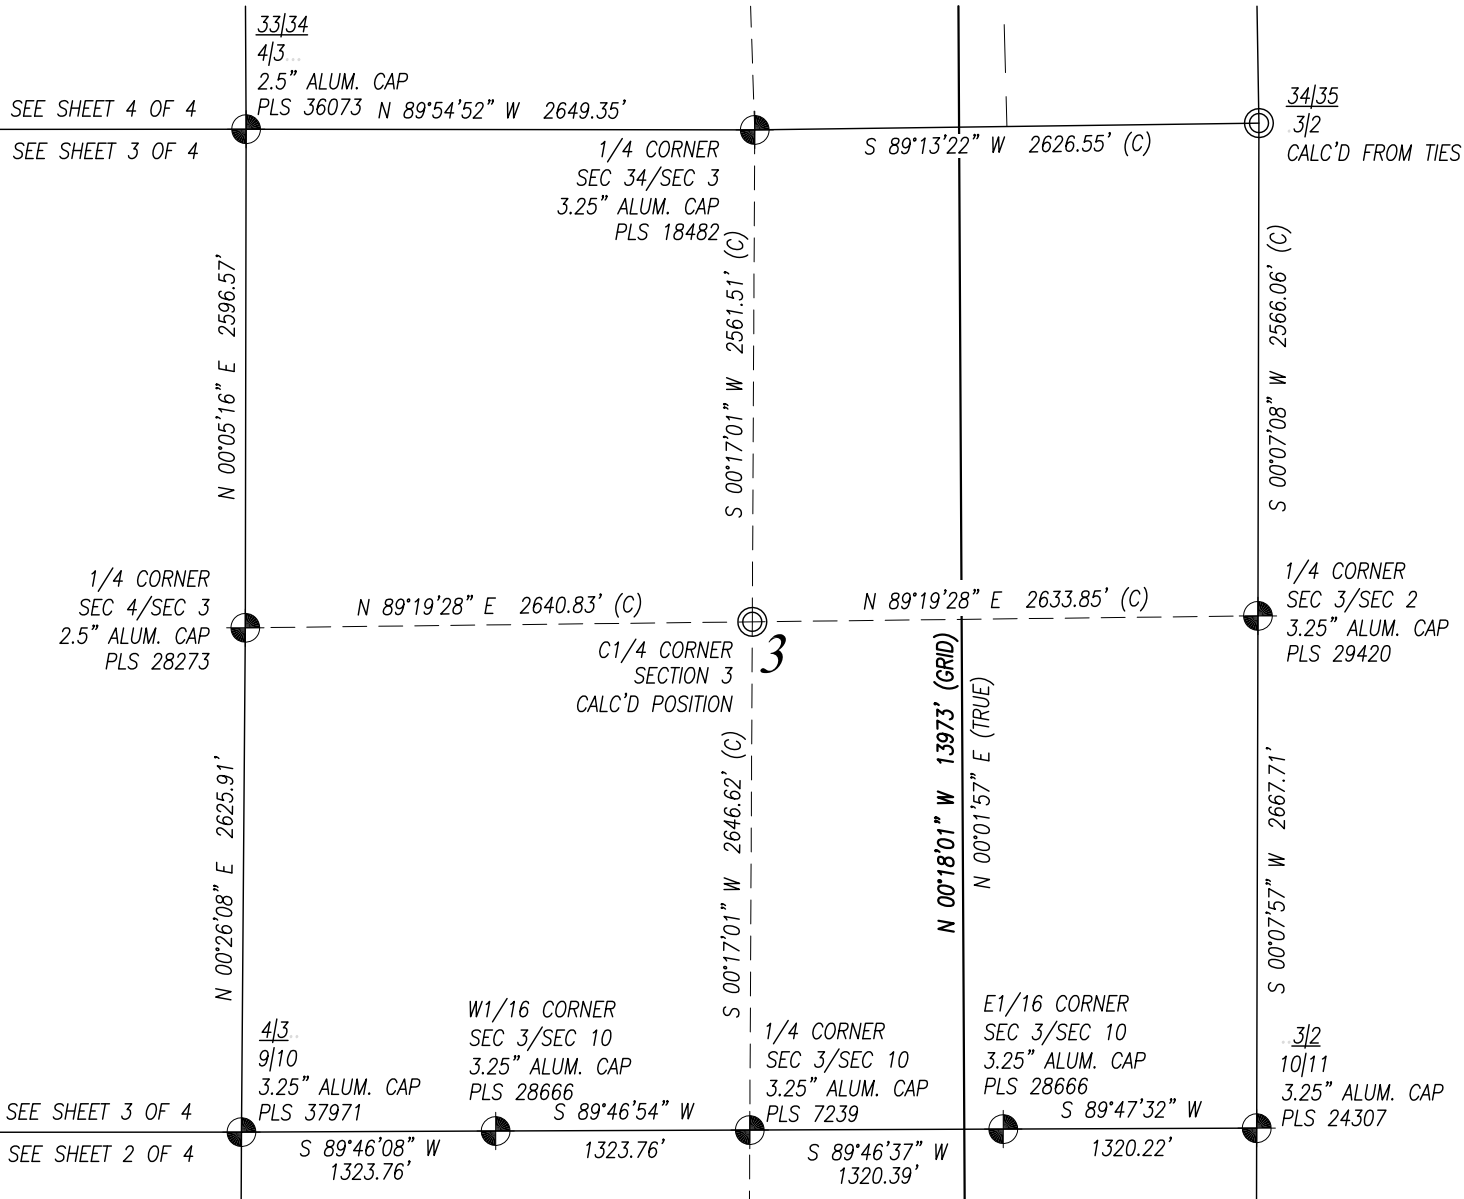 33|34
4|3
2.5" ALUM. CAP
PLS 36073
N 89°54'52" W 2649.35'
SEE SHEET 4 OF 4
SEE SHEET 3 OF 4
1/4 CORNER
SEC 34/SEC 3
3.25" ALUM. CAP
PLS 18482
S 89°13'22" W 2626.55' (C)
34|35
3|2
CALC'D FROM TIES
N 00°05'16" E 2596.57'
S 00°17'01" W 2561.51' (C)
S 00°07'08" W 2566.06' (C)
1/4 CORNER
SEC 4/SEC 3
2.5" ALUM. CAP
PLS 28273
N 89°19'28" E 2640.83' (C)
N 89°19'28" E 2633.85' (C)
1/4 CORNER
SEC 3/SEC 2
3.25" ALUM. CAP
PLS 29420
C1/4 CORNER
SECTION 3
CALC'D POSITION
3
N 00°26'08" E 2625.91'
S 00°17'01" W 2646.62' (C)
N 00°18'01" W 13973' (GRID)
N 00°01'57" E (TRUE)
S 00°07'57" W 2667.71'
4|3
9|10
3.25" ALUM. CAP
PLS 37971
W1/16 CORNER
SEC 3/SEC 10
3.25" ALUM. CAP
PLS 28666
1/4 CORNER
SEC 3/SEC 10
3.25" ALUM. CAP
PLS 7239
E1/16 CORNER
SEC 3/SEC 10
3.25" ALUM. CAP
PLS 28666
3|2
10|11
3.25" ALUM. CAP
PLS 24307
SEE SHEET 3 OF 4
SEE SHEET 2 OF 4
S 89°46'08" W
1323.76'
S 89°46'54" W
1323.76'
S 89°46'37" W
1320.39'
S 89°47'32" W
1320.22'